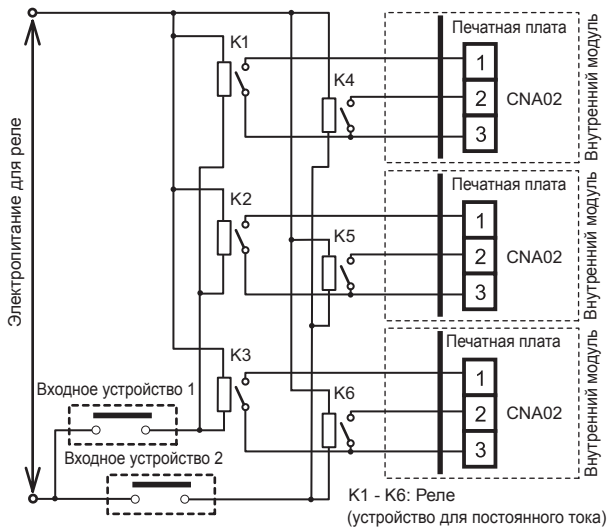 Электропитание для реле
K1
K4
Печатная плата
1
2
3
CNA02
Внутренний модуль
K2
K5
Печатная плата
1
2
3
CNA02
Внутренний модуль
K3
K6
Печатная плата
1
2
3
CNA02
Внутренний модуль
Входное устройство 1
Входное устройство 2
K1 - K6: Реле
(устройство для постоянного тока)